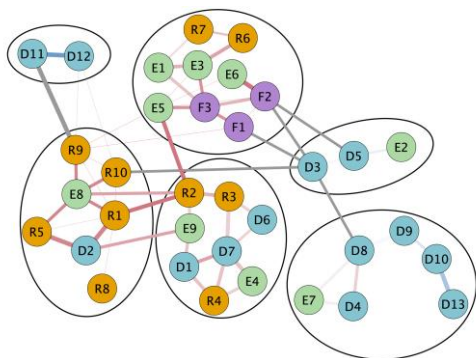 R7
R6
D11
D12
E1
E3
E6
F2
E5
F3
F1
R9
D3
D5
E2
R10
E8
R2
R3
D6
R1
R5
D2
E9
D7
D8
D9
D1
D10
R8
R4
E4
E7
D4
D13